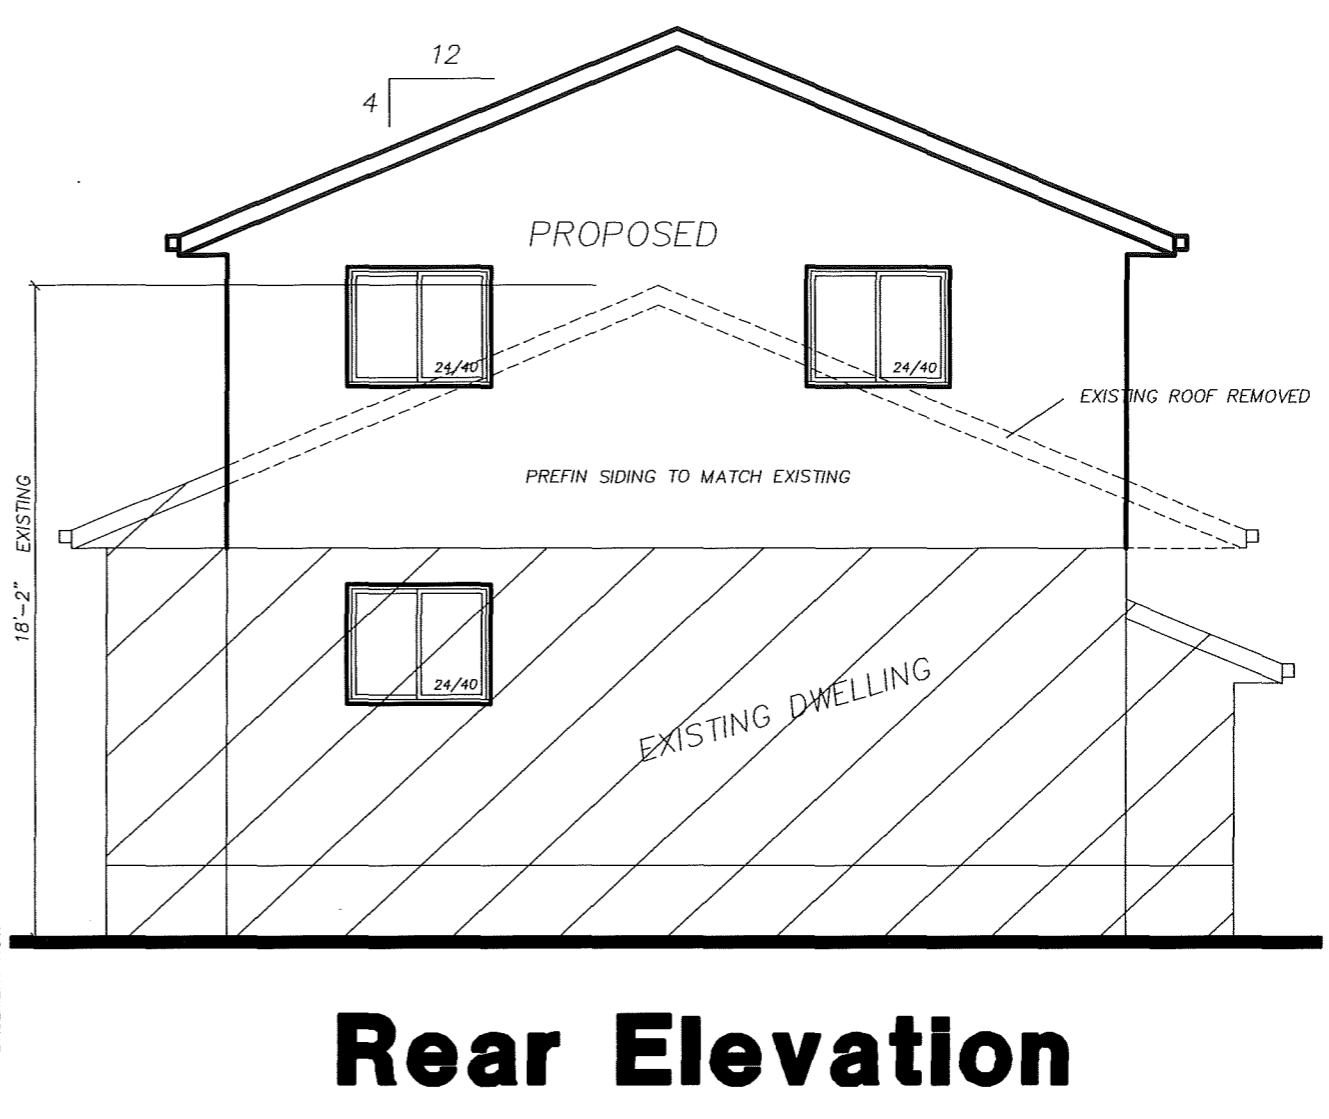 12
4
PROPOSED
24/40
24/40
EXISTING ROOF REMOVED
PREFIN SIDING TO MATCH EXISTING
18'-2" EXISTING
24/40
EXISTING DWELLING
Rear Elevation